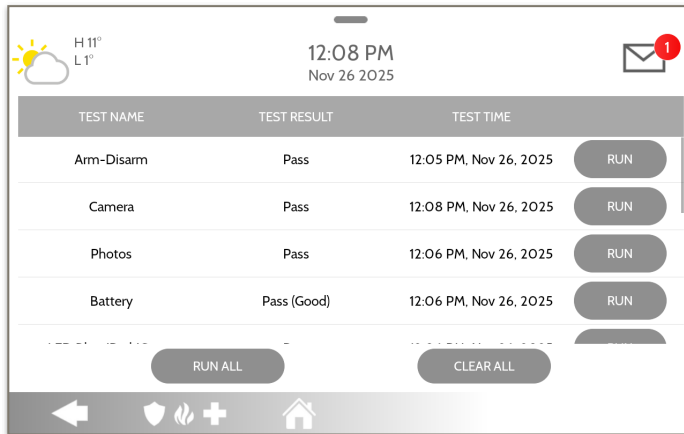 H 11°
L 1°
12:08 PM
Nov 26 2025
1
TEST NAME TEST RESULT TEST TIME
Arm-Disarm Pass 12:05 PM, Nov 26, 2025 RUN
Camera Pass 12:08 PM, Nov 26, 2025 RUN
Photos Pass 12:06 PM, Nov 26, 2025 RUN
Battery Pass (Good) 12:06 PM, Nov 26, 2025 RUN
RUN ALL CLEAR ALL